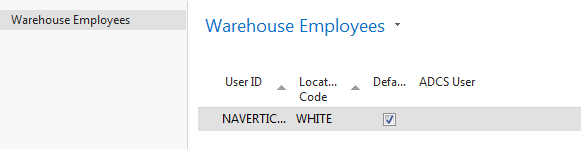 Warehouse Employees
Warehouse Employees
User ID
Locat... Code
Defa...
ADCS User
NAVERTIC... WHITE